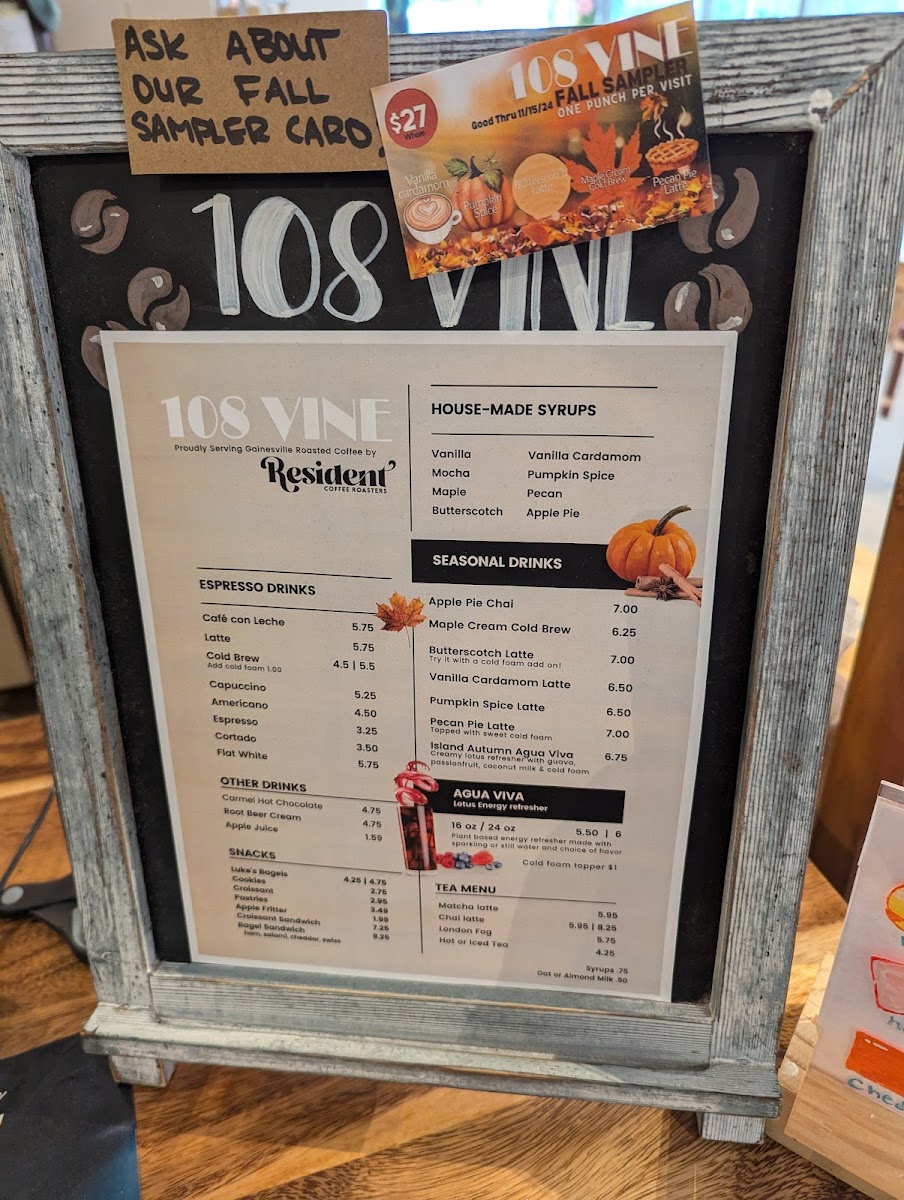 ASK ABOUT
OUR FALL
SAMPLER CARD.
108 VINE
FALL SAMPLER
ONE PUNCH PER VISIT
Good Thru 11/15/24
$27
Whole
Vanilla
Cardamom
Pumpkin
Spice
Butterscotch
Latte
Maple Cream
Cold Brew
Pecan Pie
Latte
108 VINE
108 VINE
Proudly Serving Gainesville Roasted Coffee by
Resident'
COFFEE ROASTERS
HOUSE-MADE SYRUPS
Vanilla Vanilla Cardamom
Mocha Pumpkin Spice
Maple Pecan
Butterscotch Apple Pie
ESPRESSO DRINKS
Café con Leche 5.75
Latte 5.75
Cold Brew 4.5 | 5.5
Add cold foam 1.00
Capuccino 5.25
Americano 4.50
Espresso 3.25
Cortado 3.50
Flat White 5.75
OTHER DRINKS
Carmel Hot Chocolate 4.75
Root Beer Cream 4.75
Apple Juice 1.59
SNACKS
Luke's Bagels 4.25 | 4.75
Cookies 2.75
Croissant 2.95
Pastries 3.49
Apple Fritter 1.99
Croissant Sandwich 7.25
Bagel Sandwich 8.25
ham, salami, cheddar, swiss
SEASONAL DRINKS
Apple Pie Chai 7.00
Maple Cream Cold Brew 6.25
Butterscotch Latte 7.00
Try it with a cold foam add on!
Vanilla Cardamom Latte 6.50
Pumpkin Spice Latte 6.50
Pecan Pie Latte 7.00
Topped with sweet cold foam
Island Autumn Agua Viva 6.75
Creamy lotus refresher with guava,
passionfruit, coconut milk & cold foam
AGUA VIVA
Lotus Energy refresher
16 oz / 24 oz 5.50 | 6
Plant based energy refresher made with
sparkling or still water and choice of flavor
Cold foam topper $1
TEA MENU
Matcha latte 5.95
Chai latte 5.95 | 6.25
London Fog 5.75
Hot or Iced Tea 4.25
Syrups .75
Oat or Almond Milk .50